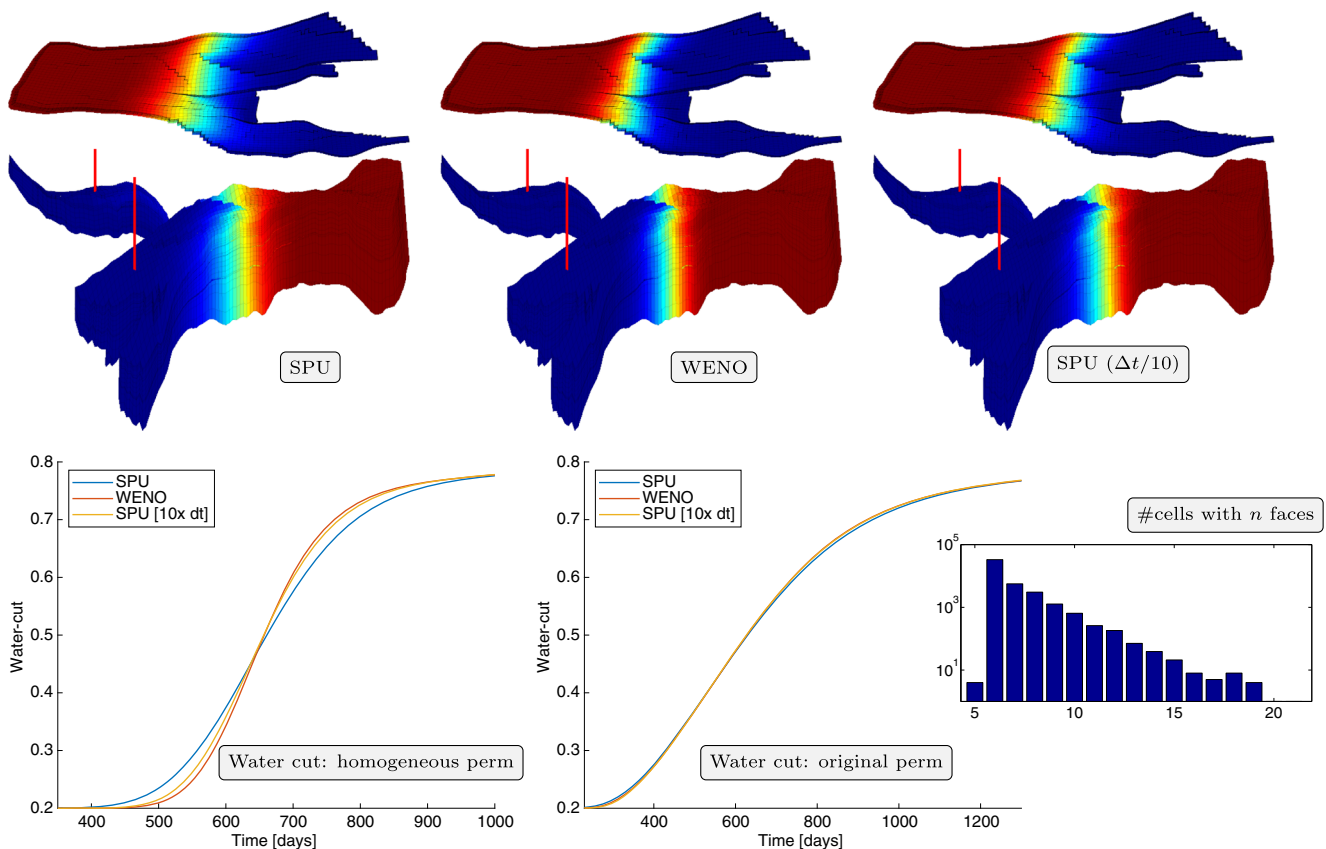 SPU
WENO
SPU (Δt/10)
0.8
0.7
0.6
0.5
0.4
0.3
0.2
Water-cut
SPU
WENO
SPU [10x dt]
Water cut: homogeneous perm
400 500 600 700 800 900 1000
Time [days]
0.8
0.7
0.6
0.5
0.4
0.3
0.2
Water-cut
SPU
WENO
SPU [10x dt]
Water cut: original perm
400 600 800 1000 1200
Time [days]
#cells with n faces
10^5
10^3
10^1
5 10 15 20